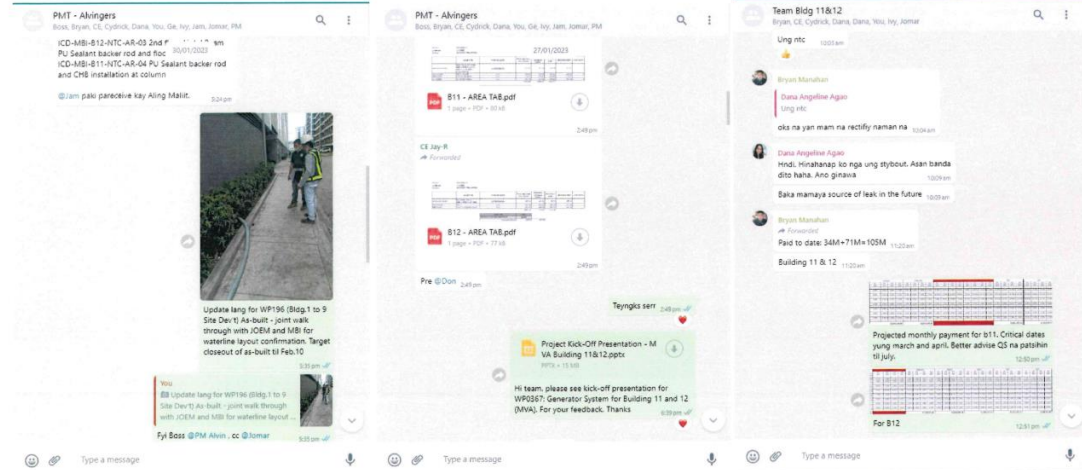 PMT - Alvingers
Boss, Bryan, CE, Cydrick, Dana, You, Ge, Ivy, Jam, Jomar, PM
ICD-MBI-B12-NTC-AR-03 2nd
30/01/2023
PU Sealant backer rod and
ICD-MBI-B11-NTC-AR-04 PU Sealant backer rod
and CHB installation at column
@Jam paki pareceive kay Aling Maliit.
5:24 pm
Update lang for WP196 (Bldg.1 to 9
Site Dev't) As-built - joint walk
through with JOEM and MBI for
waterline layout confirmation. Target
closeout of as-built til Feb.10
5:31 pm
You
Update lang for WP196 (Bldg.1 to 9
Site Dev't) As-built - joint walk
through with JOEM and MBI for
waterline layout ...
Fyi Boss @PM Alvin , cc @Jomar
5:35 pm
Type a message
PMT - Alvingers
Boss, Bryan, CE, Cydrick, Dana, You, Ge, Ivy, Jam, Jomar, PM
27/01/2023
PDF
B11 - AREA TAB.pdf
1 page • PDF • 80 kB
2:49 pm
CE Jay-R
Forwarded
PDF
B12 - AREA TAB.pdf
1 page • PDF • 77 kB
2:49 pm
Pre @Don
2:49 pm
Teyngks serr
2:49 pm
Project Kick-Off Presentation - M
VA Building 11&12.pptx
PPTX • 15 MB
Hi team, please see kick-off presentation for
WP0367: Generator System for Building 11 and 12
(MVA). For your feedback. Thanks
6:39 pm
Type a message
Team Bldg 11&12
Bryan, CE, Cydrick, Dana, You, Ivy, Jomar
Ung ntc
10:03 am
Bryan Manahan
Dana Angeline Agao
Ung ntc
oks na yan mam na rectifiy naman na
10:04 am
Dana Angeline Agao
Hndi. Hinahanap ko nga ung stybout. Asan banda
dito haha. Ano ginawa
10:09 am
Baka mamaya source of leak in the future
10:09 am
Bryan Manahan
Forwarded
Paid to date: 34M+71M=105M
11:20 am
Building 11 & 12
11:20 am
Projected monthly payment for b11. Critical dates
yung march and april. Better advise QS na patsihin
til july.
12:50 pm
For B12
12:51 pm
Type a message